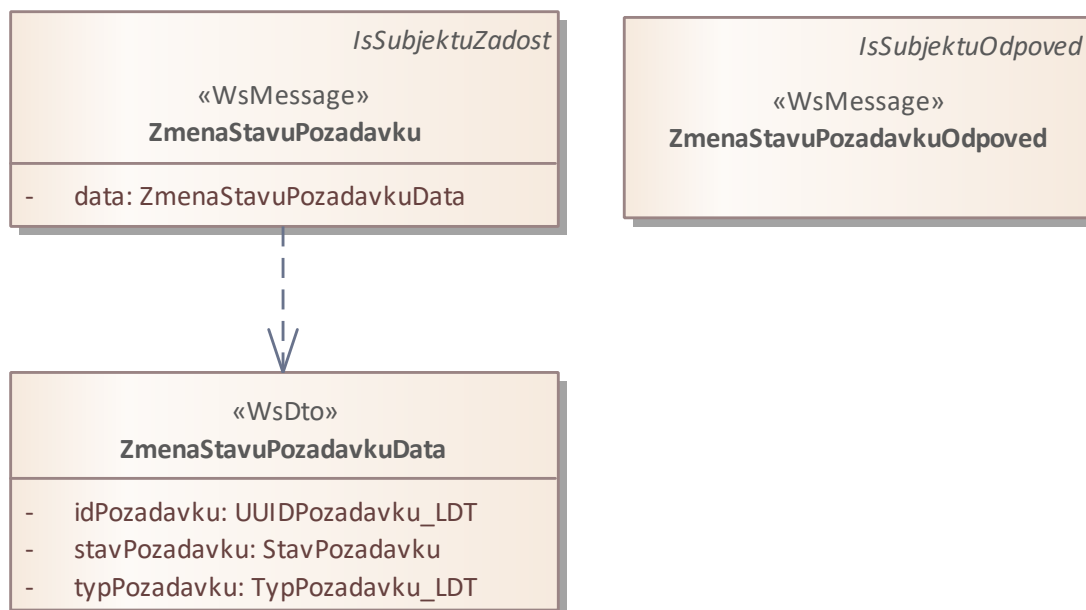 IsSubjektuZadost
«WsMessage»
ZmenaStavuPozadavku
- data: ZmenaStavuPozadavkuData
IsSubjektuOdpoved
«WsMessage»
ZmenaStavuPozadavkuOdpoved
«WsDto»
ZmenaStavuPozadavkuData
- idPozadavku: UUIDPozadavku_LDT
- stavPozadavku: StavPozadavku
- typPozadavku: TypPozadavku_LDT